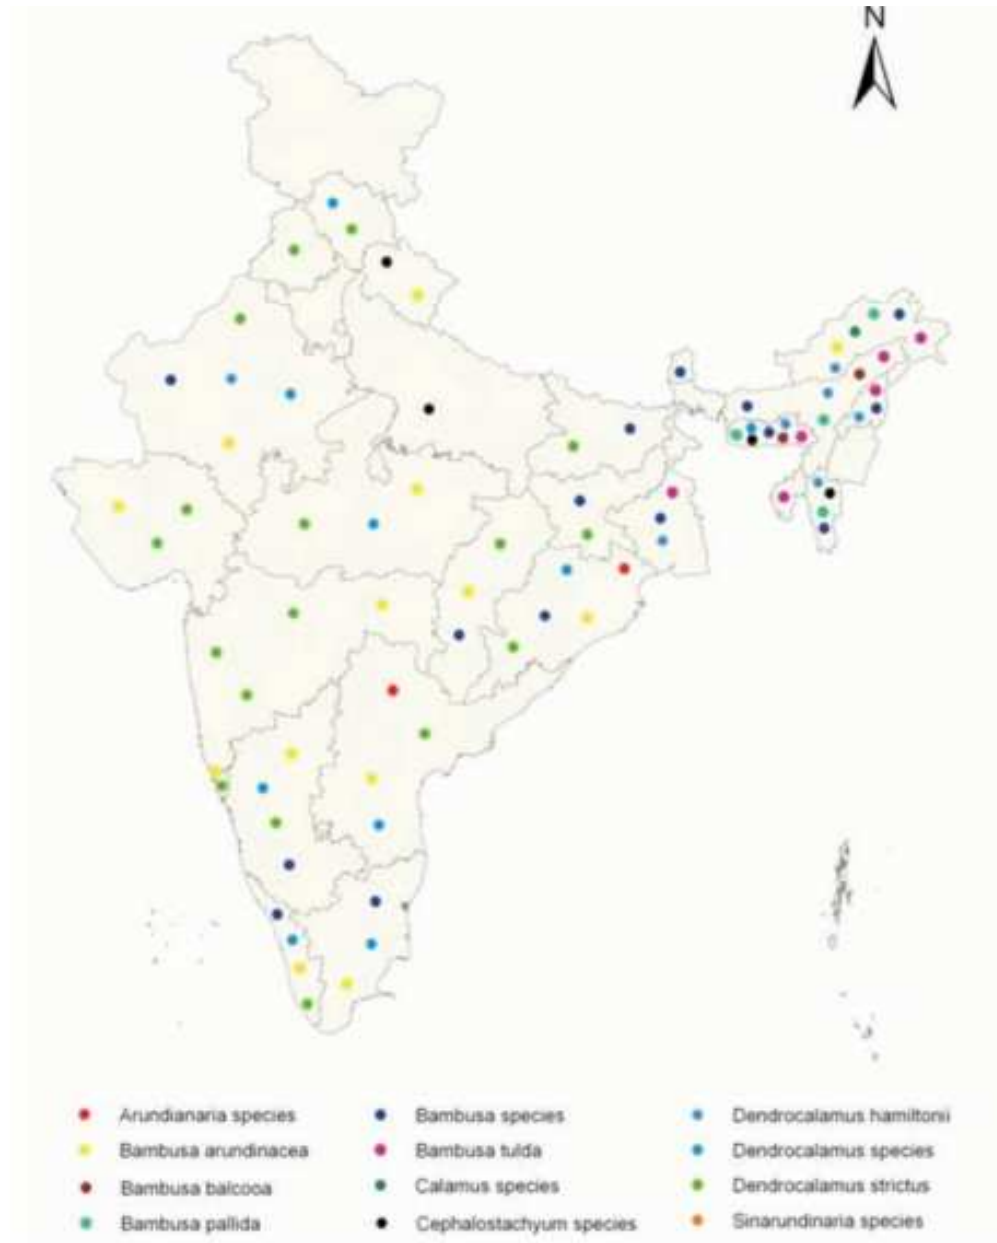 N
Arundianaria species
Bambusa species
Dendrocalamus hamiltonii
Bambusa arundinacea
Bambusa tulda
Dendrocalamus species
Bambusa balcooa
Calamus species
Dendrocalamus strictus
Bambusa pallida
Cephalostachyum species
Sinarundinaria species